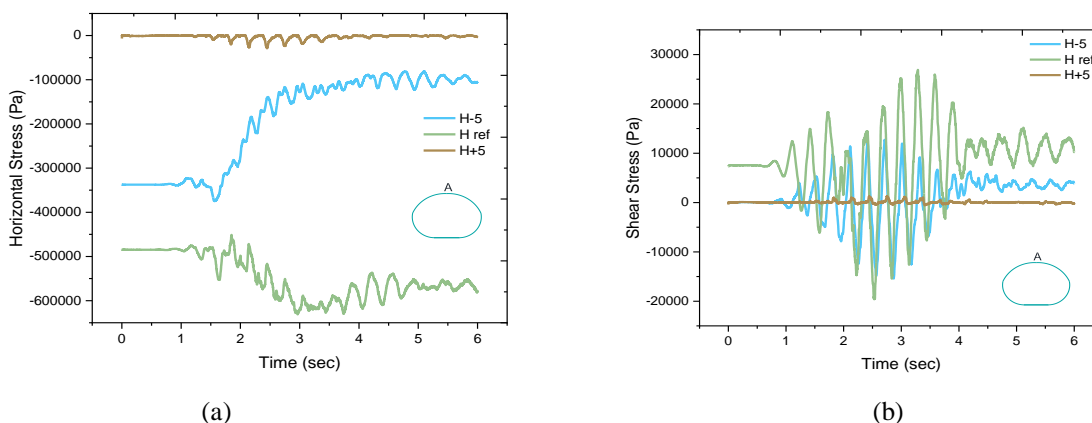 0
-100000
-200000
-300000
-400000
-500000
-600000
Horizontal Stress (Pa)
0 1 2 3 4 5 6
Time (sec)
H-5
H ref
H+5
A
(a)
30000
20000
10000
0
-10000
-20000
Shear Stress (Pa)
0 1 2 3 4 5 6
Time (sec)
H-5
H ref
H+5
A
(b)